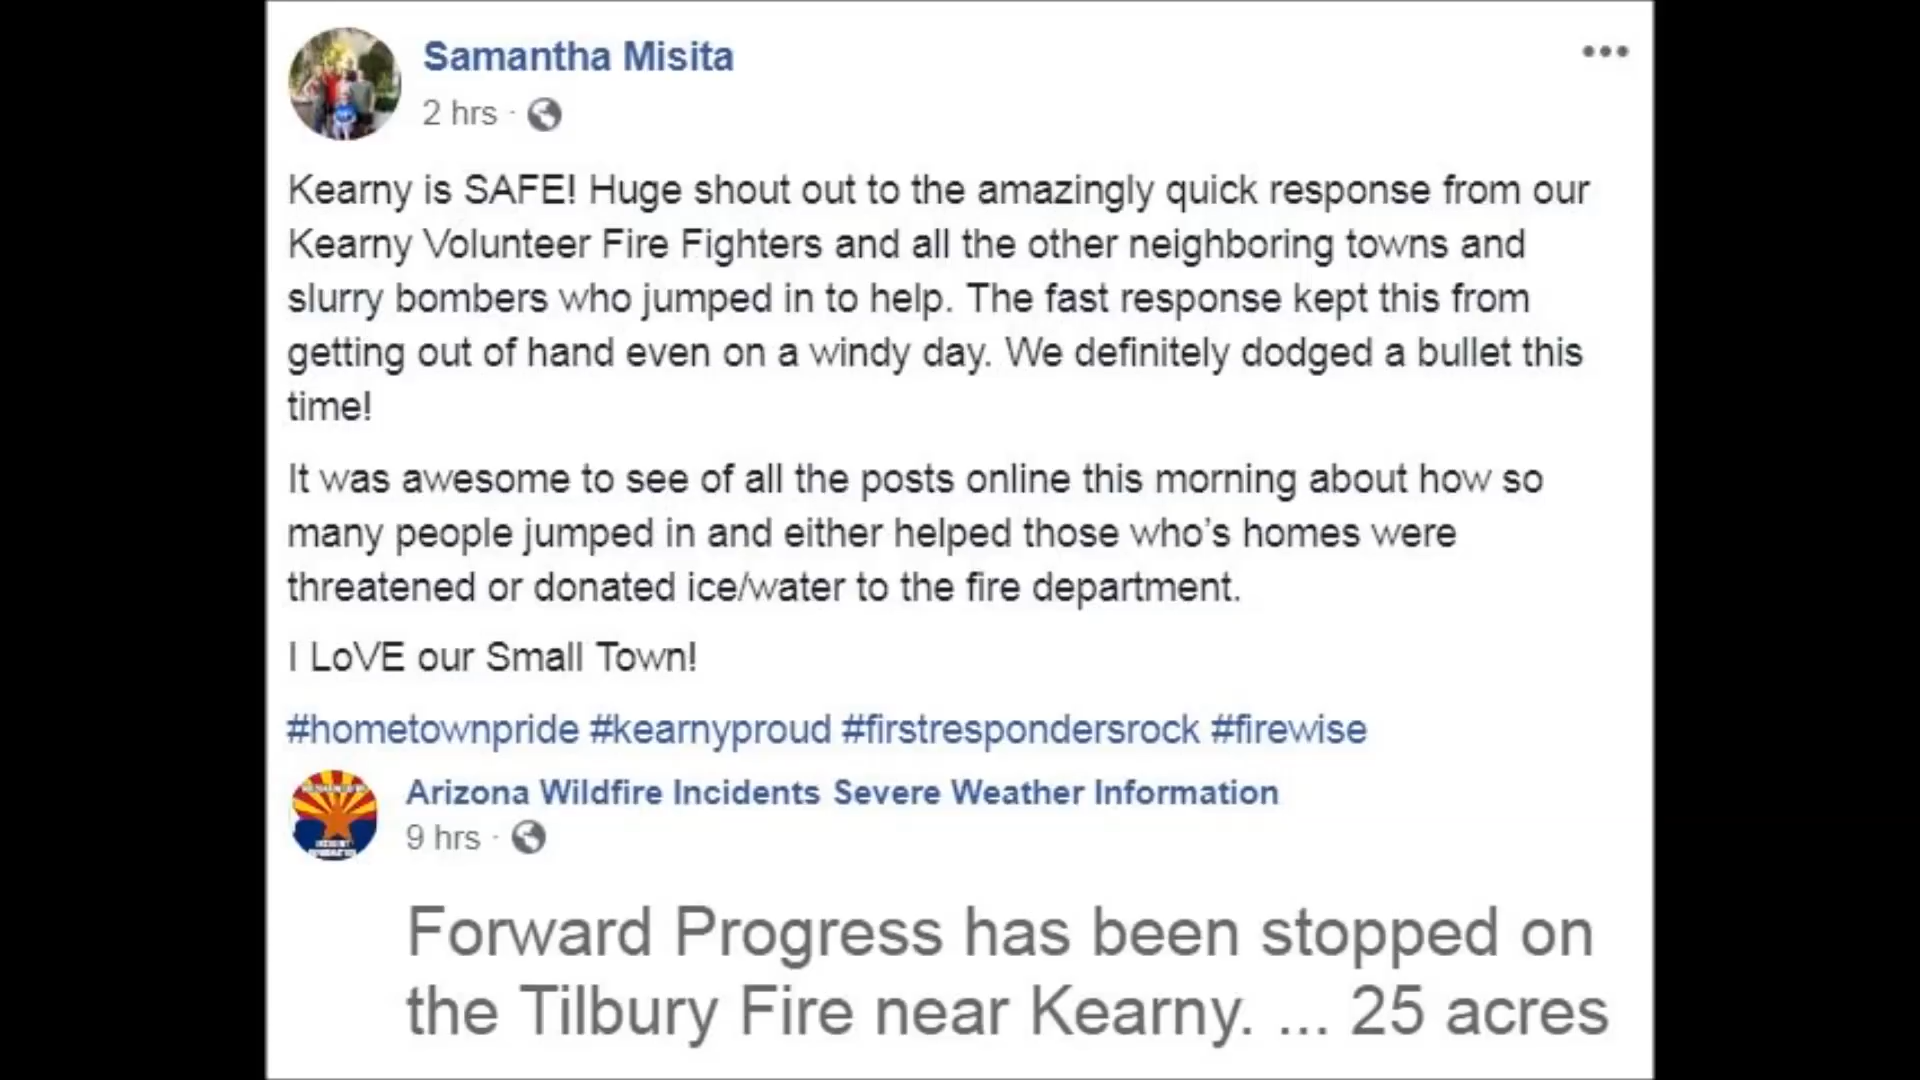 Samantha Misita
2 hrs ·
Kearny is SAFE! Huge shout out to the amazingly quick response from our
Kearny Volunteer Fire Fighters and all the other neighboring towns and
slurry bombers who jumped in to help. The fast response kept this from
getting out of hand even on a windy day. We definitely dodged a bullet this
time!
It was awesome to see of all the posts online this morning about how so
many people jumped in and either helped those who's homes were
threatened or donated ice/water to the fire department.
I LoVE our Small Town!
#hometownpride #kearnyproud #firstrespondersrock #firewise
Arizona Wildfire Incidents Severe Weather Information
9 hrs ·
Forward Progress has been stopped on
the Tilbury Fire near Kearny. ... 25 acres